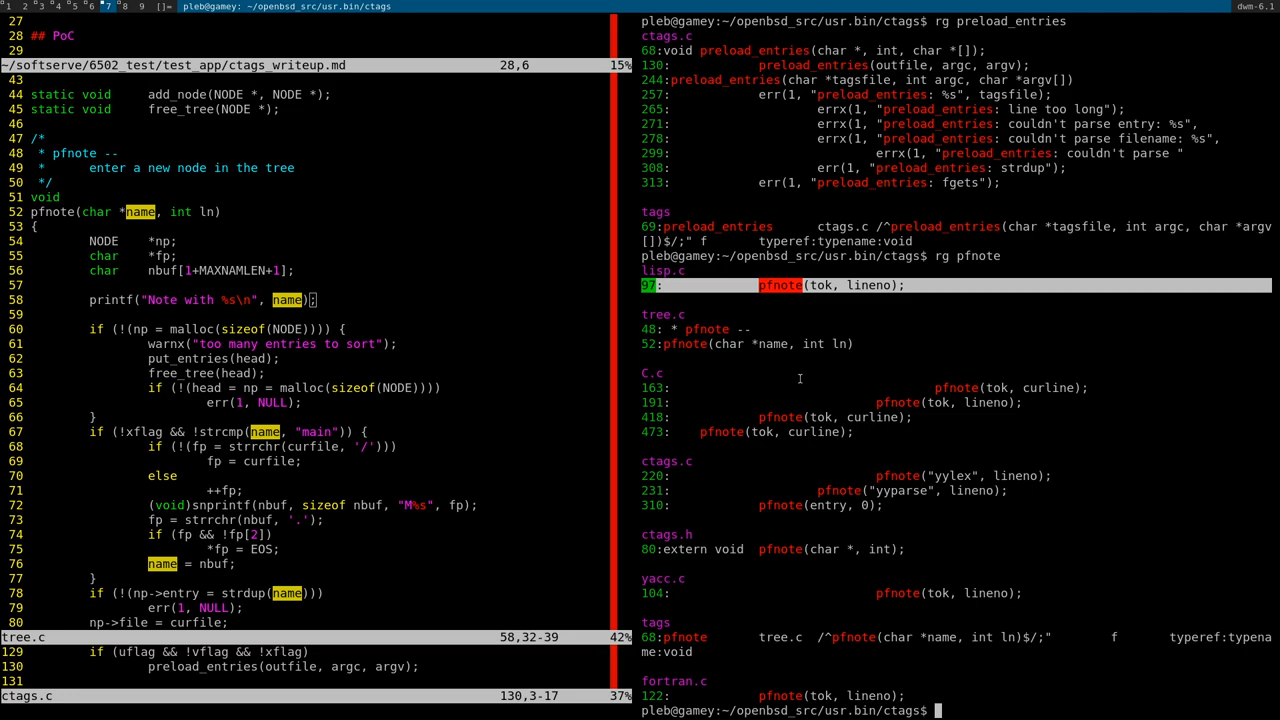 1 2 3 4 5 6 7 8 9 []= pleb@gamey: ~/openbsd_src/usr.bin/ctags dwm-6.1
27
28 ## PoC
29
~/softserve/6502_test/test_app/ctags_writeup.md 28,6 15%
43
44 static void add_node(NODE *, NODE *);
45 static void free_tree(NODE *);
46
47 /*
48 * pfnote --
49 * enter a new node in the tree
50 */
51 void
52 pfnote(char *name, int ln)
53 {
54 NODE *np;
55 char *fp;
56 char nbuf[1+MAXNAMLEN+1];
57
58 printf("Note with %s\n", name);
59
60 if (!(np = malloc(sizeof(NODE)))) {
61 warnx("too many entries to sort");
62 put_entries(head);
63 free_tree(head);
64 if (!(head = np = malloc(sizeof(NODE))))
65 err(1, NULL);
66 }
67 if (!xflag && !strcmp(name, "main")) {
68 if (!(fp = strrchr(curfile, '/')))
69 fp = curfile;
70 else
71 ++fp;
72 (void)snprintf(nbuf, sizeof nbuf, "M%s", fp);
73 fp = strrchr(nbuf, '.');
74 if (fp && !fp[2])
75 *fp = EOS;
76 name = nbuf;
77 }
78 if (!(np->entry = strdup(name)))
79 err(1, NULL);
80 np->file = curfile;
tree.c 58,32-39 42%
129 if (uflag && !vflag && !xflag)
130 preload_entries(outfile, argc, argv);
131
ctags.c 130,3-17 37%
pleb@gamey:~/openbsd_src/usr.bin/ctags$ rg preload_entries
ctags.c
68:void preload_entries(char *, int, char *[]);
130: preload_entries(outfile, argc, argv);
244:preload_entries(char *tagsfile, int argc, char *argv[])
257: err(1, "preload_entries: %s", tagsfile);
265: errx(1, "preload_entries: line too long");
271: errx(1, "preload_entries: couldn't parse entry: %s",
278: errx(1, "preload_entries: couldn't parse filename: %s",
299: errx(1, "preload_entries: couldn't parse "
308: err(1, "preload_entries: strdup");
313: err(1, "preload_entries: fgets");
tags
69:preload_entries ctags.c /^preload_entries(char *tagsfile, int argc, char *argv
[])$/;" f typeref:typename:void
pleb@gamey:~/openbsd_src/usr.bin/ctags$ rg pfnote
lisp.c
97: pfnote(tok, lineno);
tree.c
48: * pfnote --
52:pfnote(char *name, int ln)
C.c
163: pfnote(tok, curline);
191: pfnote(tok, lineno);
418: pfnote(tok, curline);
473: pfnote(tok, curline);
ctags.c
220: pfnote("yylex", lineno);
231: pfnote("yyparse", lineno);
310: pfnote(entry, 0);
ctags.h
80:extern void pfnote(char *, int);
yacc.c
104: pfnote(tok, lineno);
tags
68:pfnote tree.c /^pfnote(char *name, int ln)$/;" f typeref:typena
me:void
fortran.c
122: pfnote(tok, lineno);
pleb@gamey:~/openbsd_src/usr.bin/ctags$